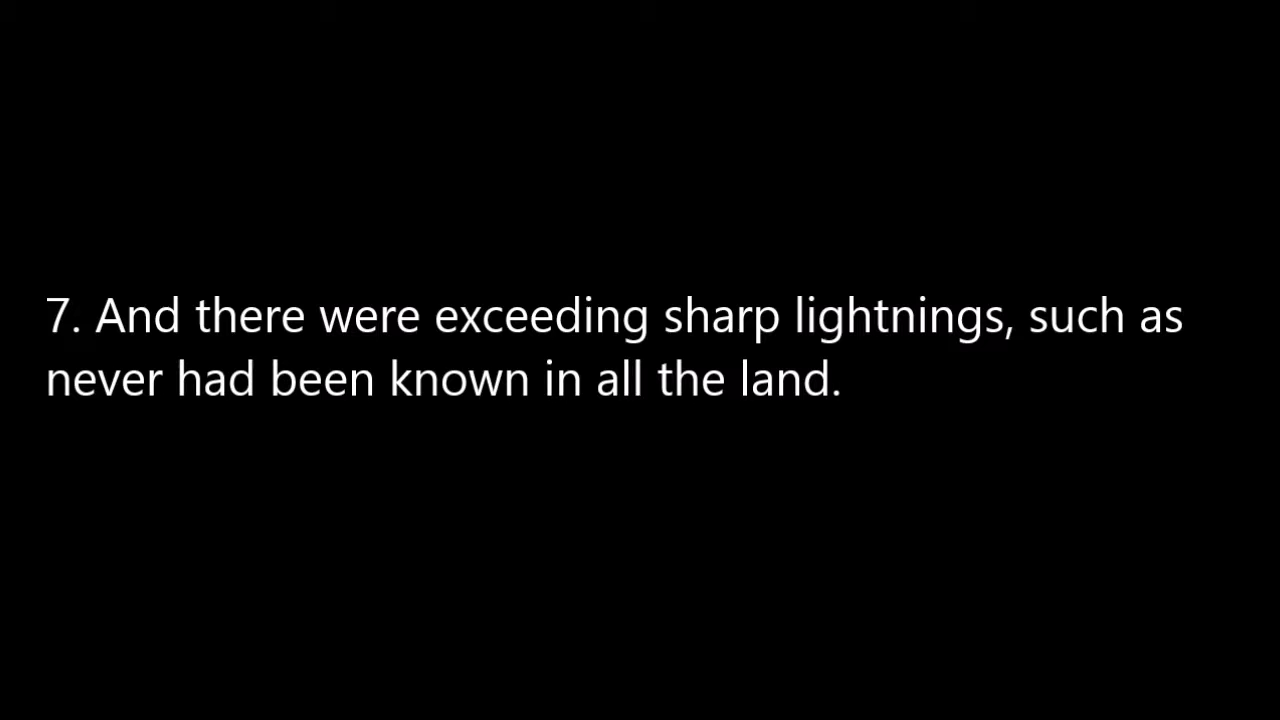 7. And there were exceeding sharp lightnings, such as
never had been known in all the land.